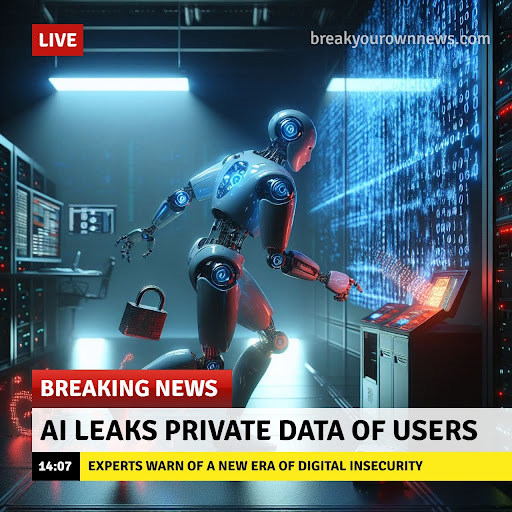 LIVE
breakyourownnews.com
BREAKING NEWS
AI LEAKS PRIVATE DATA OF USERS
14:07
EXPERTS WARN OF A NEW ERA OF DIGITAL INSECURITY